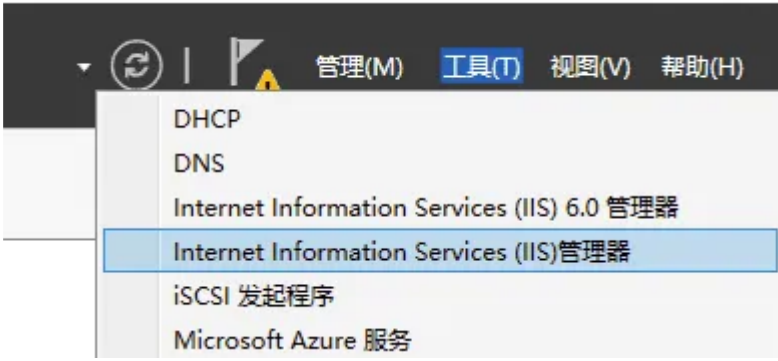 管理(M) 工具(T) 视图(V) 帮助(H)
DHCP
DNS
Internet Information Services (IIS) 6.0 管理器
Internet Information Services (IIS)管理器
iSCSI 发起程序
Microsoft Azure 服务